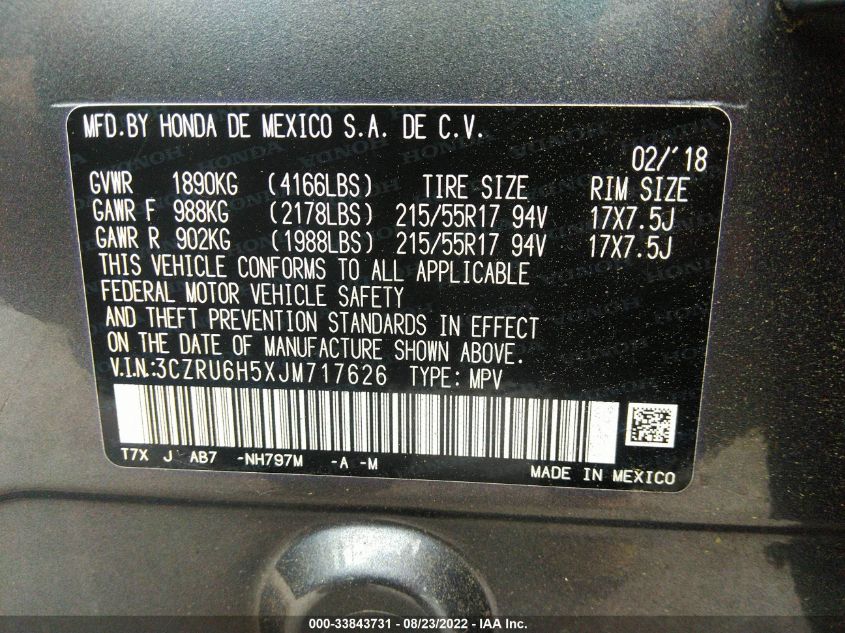 MFD.BY HONDA DE MEXICO S.A. DE C.V.
02/'18
GVWR 1890KG (4166LBS) TIRE SIZE RIM SIZE
GAWR F 988KG (2178LBS) 215/55R17 94V 17X7.5J
GAWR R 902KG (1988LBS) 215/55R17 94V 17X7.5J
THIS VEHICLE CONFORMS TO ALL APPLICABLE
FEDERAL MOTOR VEHICLE SAFETY
AND THEFT PREVENTION STANDARDS IN EFFECT
ON THE DATE OF MANUFACTURE SHOWN ABOVE.
V.I.N.:3CZRU6H5XJM717626 TYPE: MPV
T7X J AB7 -NH797M -A -M
MADE IN MEXICO
000-33843731 - 08/23/2022 - IAAI.com